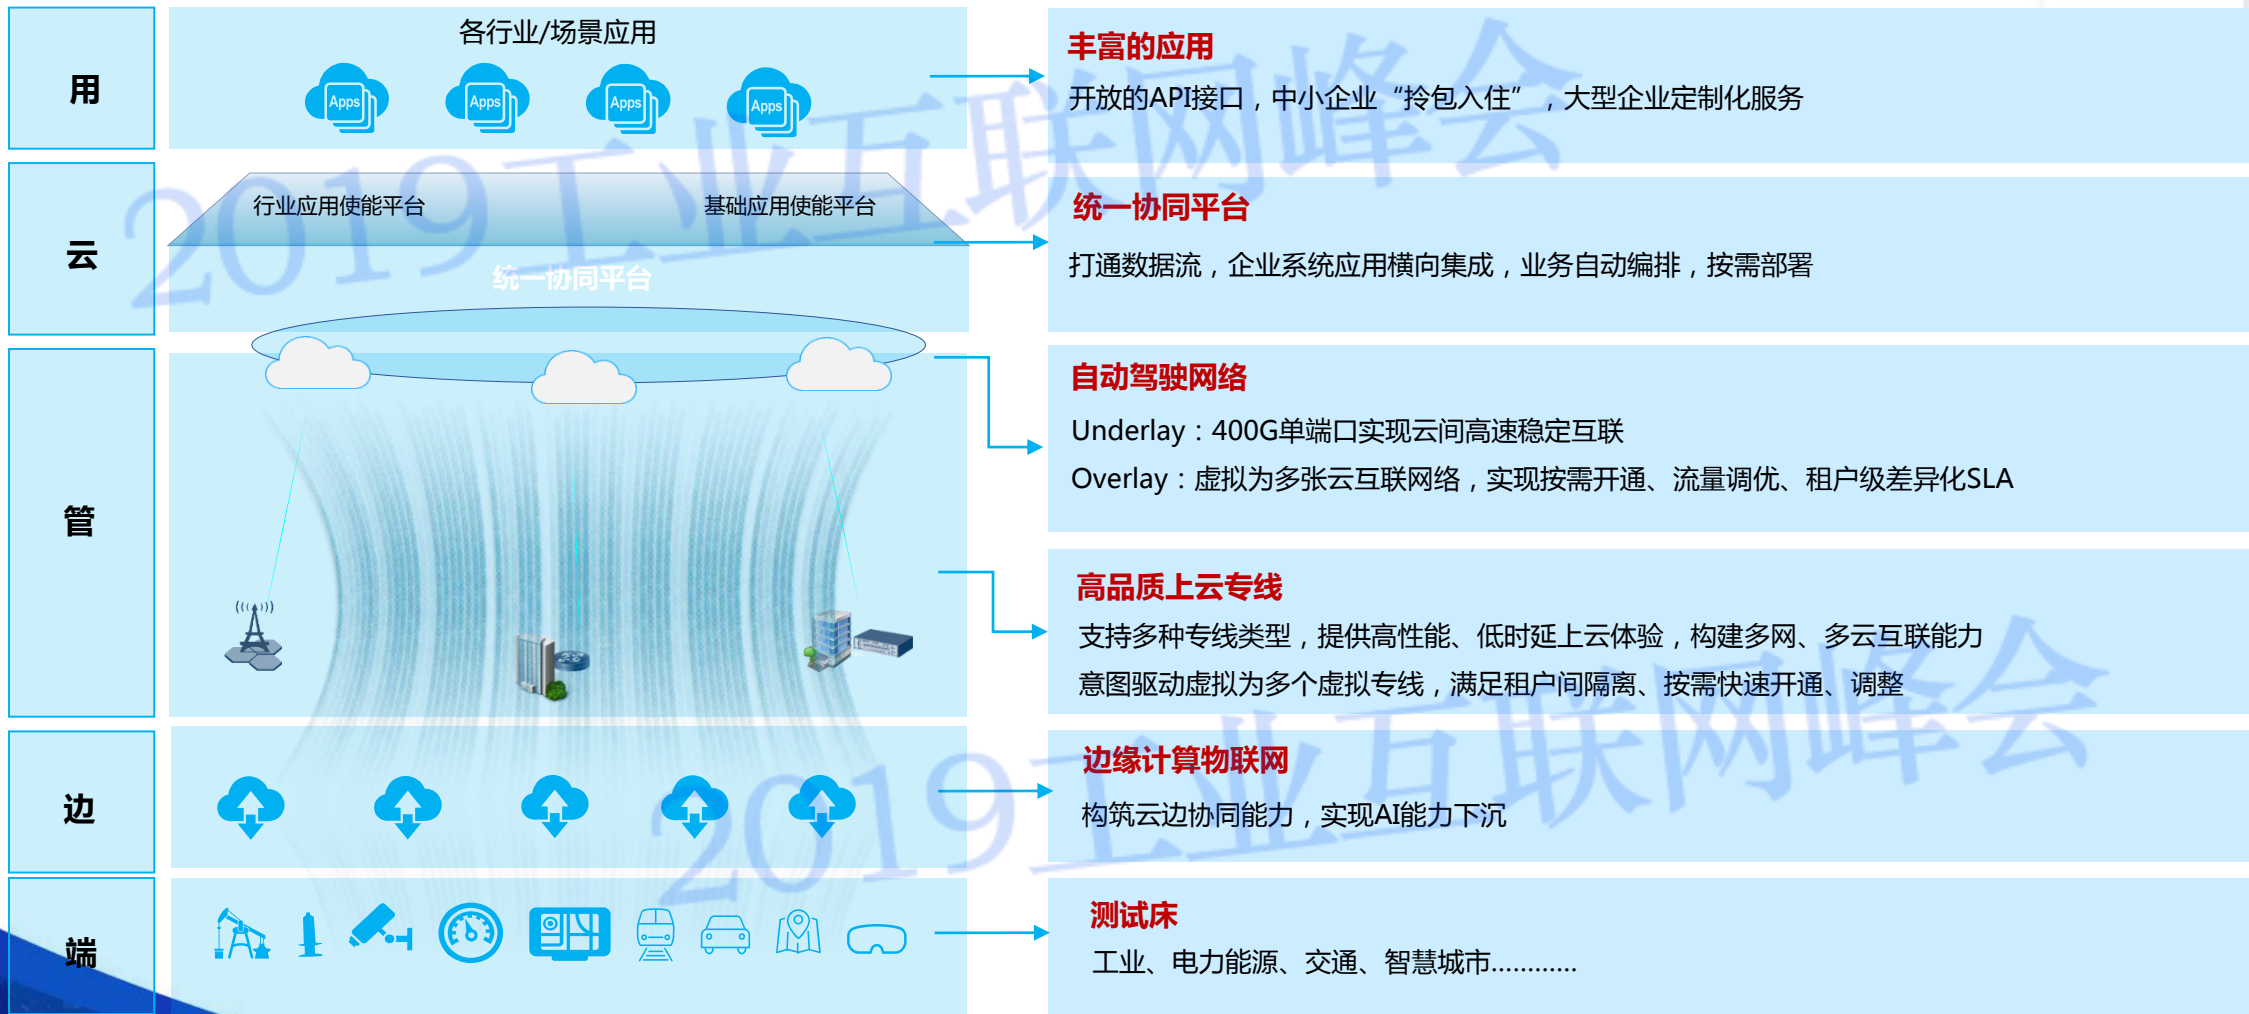 用
各行业/场景应用
Apps
Apps
Apps
Apps
丰富的应用
开放的API接口，中小企业“拎包入住”，大型企业定制化服务
云
行业应用使能平台
基础应用使能平台
统一协同平台
统一协同平台
打通数据流，企业系统应用横向集成，业务自动编排，按需部署
管
自动驾驶网络
Underlay：400G单端口实现云间高速稳定互联
Overlay：虚拟为多张云互联网络，实现按需开通、流量调优、租户级差异化SLA
高品质上云专线
支持多种专线类型，提供高性能、低时延上云体验，构建多网、多云互联能力
意图驱动虚拟为多个虚拟专线，满足租户间隔离、按需快速开通、调整
边
边缘计算物联网
构筑云边协同能力，实现AI能力下沉
端
测试床
工业、电力能源、交通、智慧城市…………
2019工业互联网峰会
2019工业互联网峰会